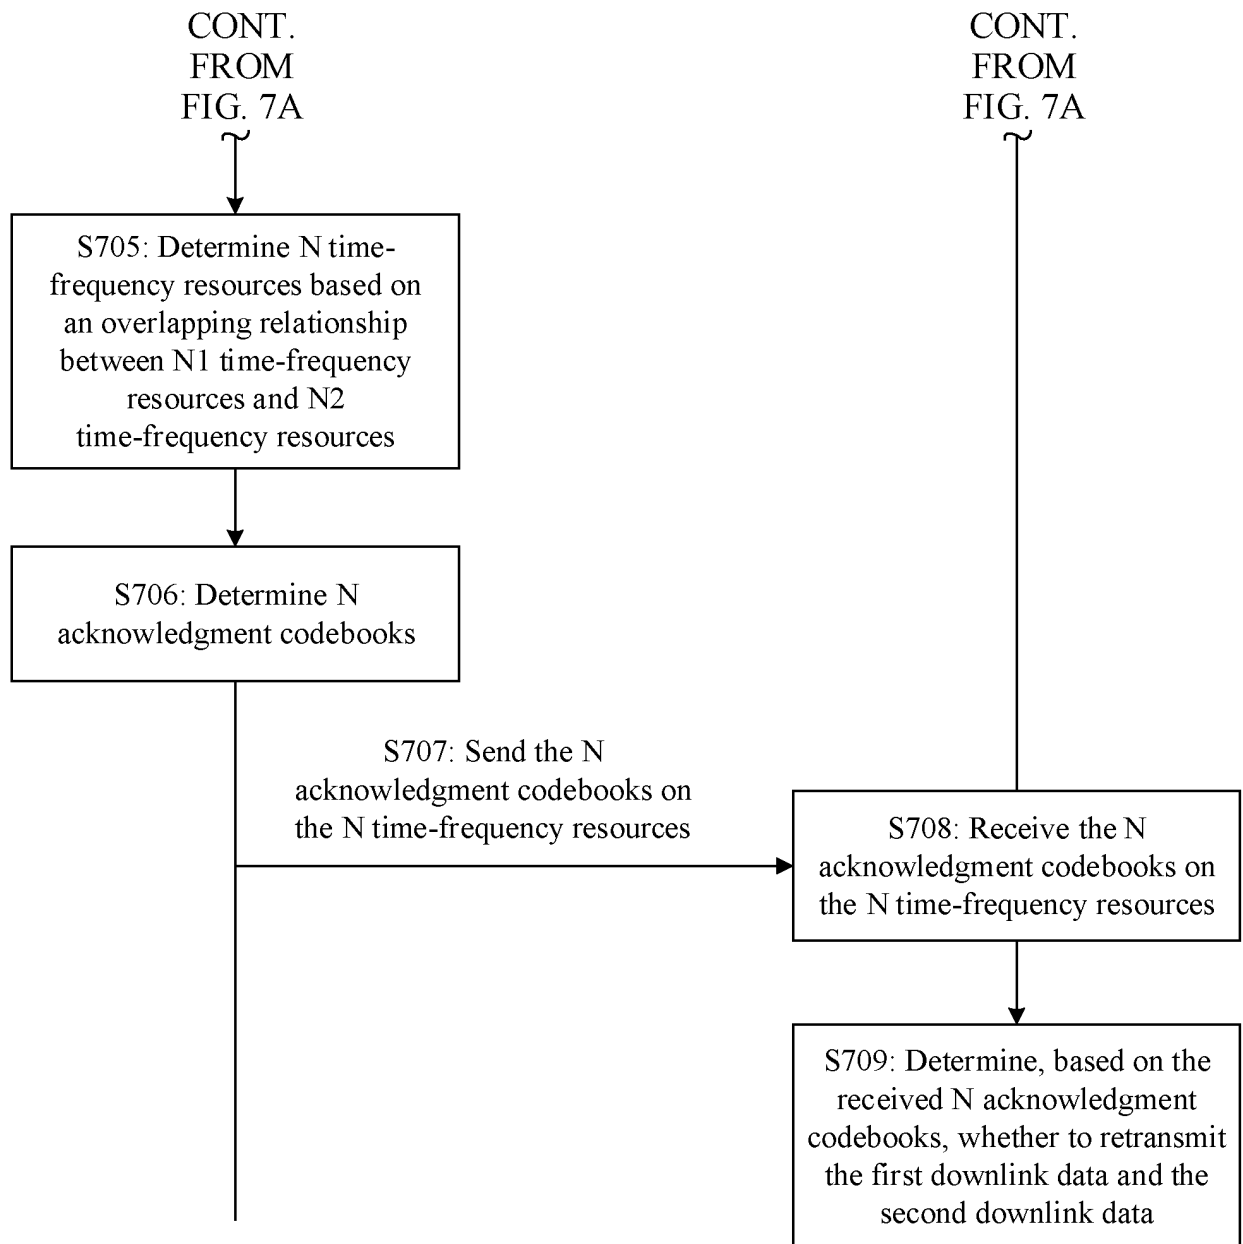 CONT.
FROM
FIG. 7A
CONT.
FROM
FIG. 7A
S705: Determine N time-
frequency resources based on
an overlapping relationship
between N1 time-frequency
resources and N2
time-frequency resources
S706: Determine N
acknowledgment codebooks
S707: Send the N
acknowledgment codebooks on
the N time-frequency resources
S708: Receive the N
acknowledgment codebooks on
the N time-frequency resources
S709: Determine, based on the
received N acknowledgment
codebooks, whether to retransmit
the first downlink data and the
second downlink data